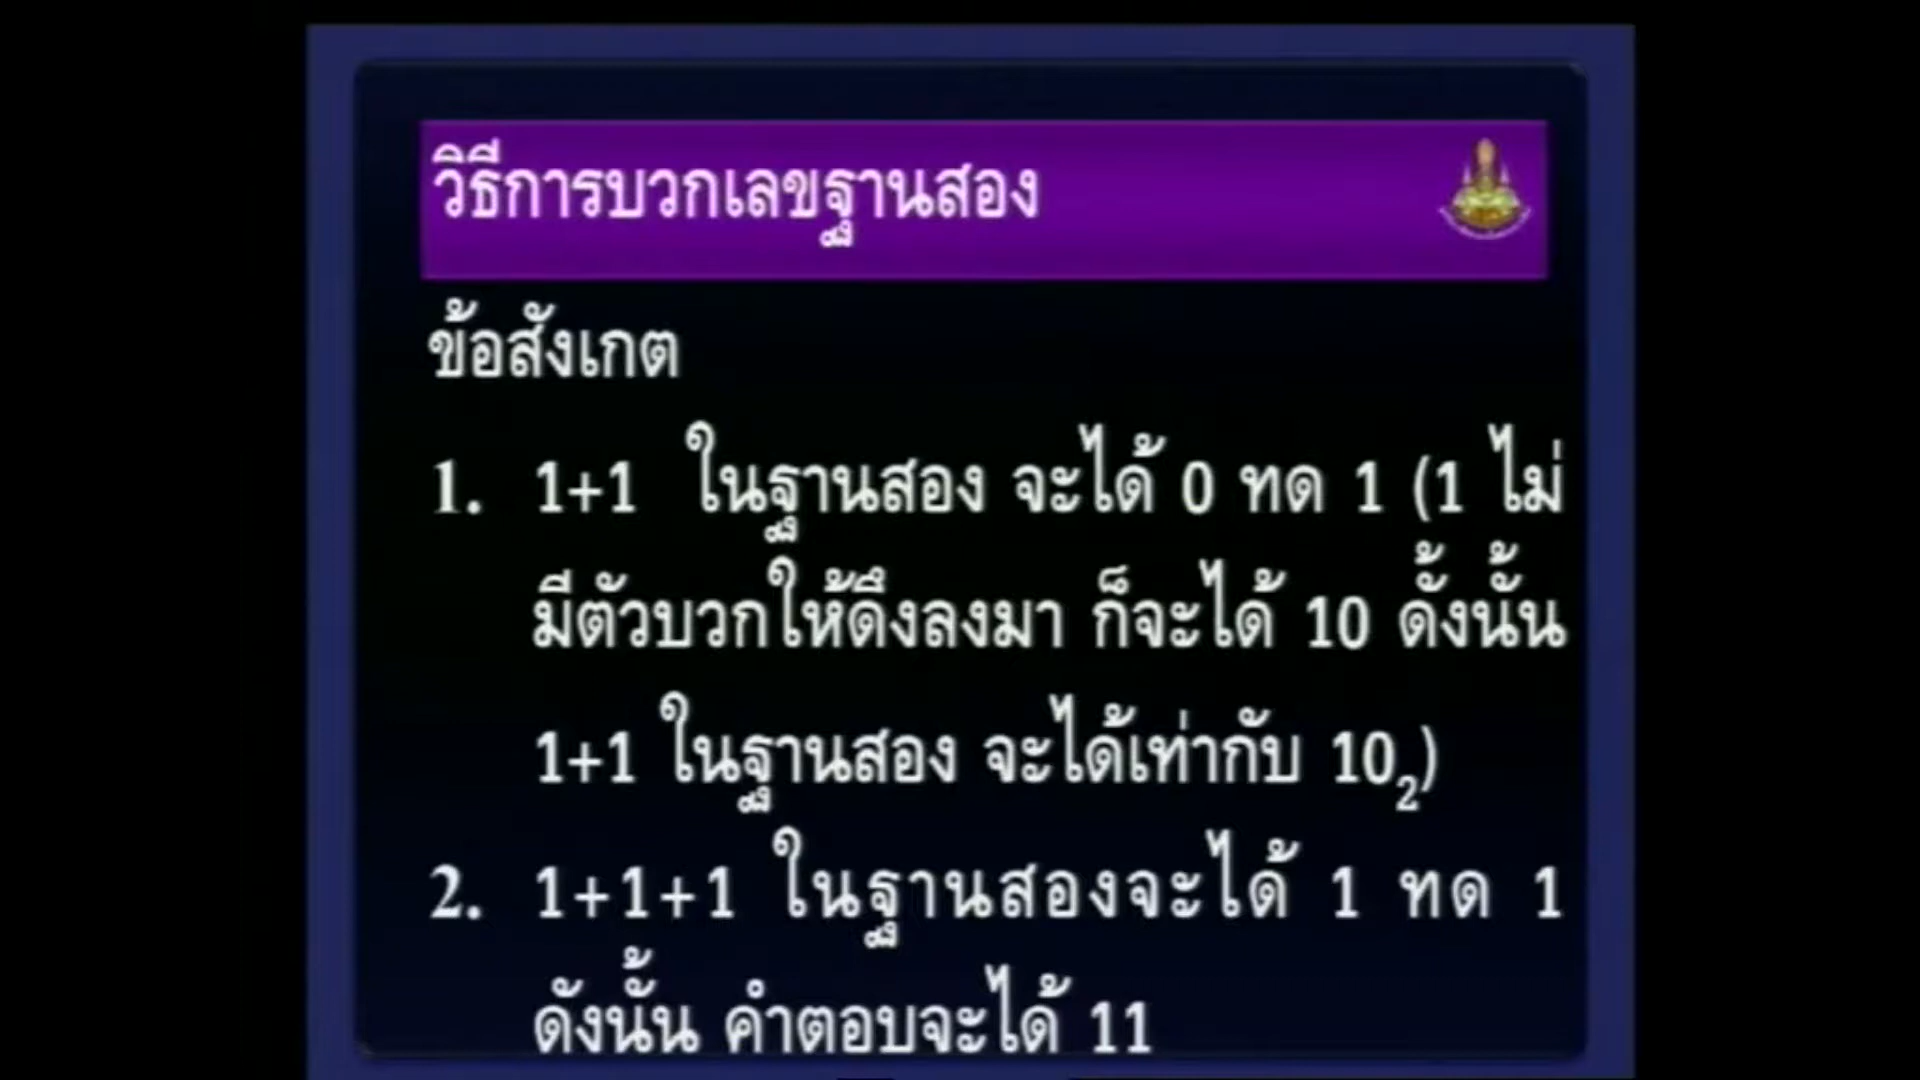 วิธีการบวกเลขฐานสอง
ข้อสังเกต
1. 1+1 ในฐานสอง จะได้ 0 ทด 1 (1 ไม่
มีตัวบวกให้ดึงลงมา ก็จะได้ 10 ดั้งนั้น
1+1 ในฐานสอง จะได้เท่ากับ 10₂)
2. 1+1+1 ในฐานสองจะได้ 1 ทด 1
ดังนั้น คำตอบจะได้ 11